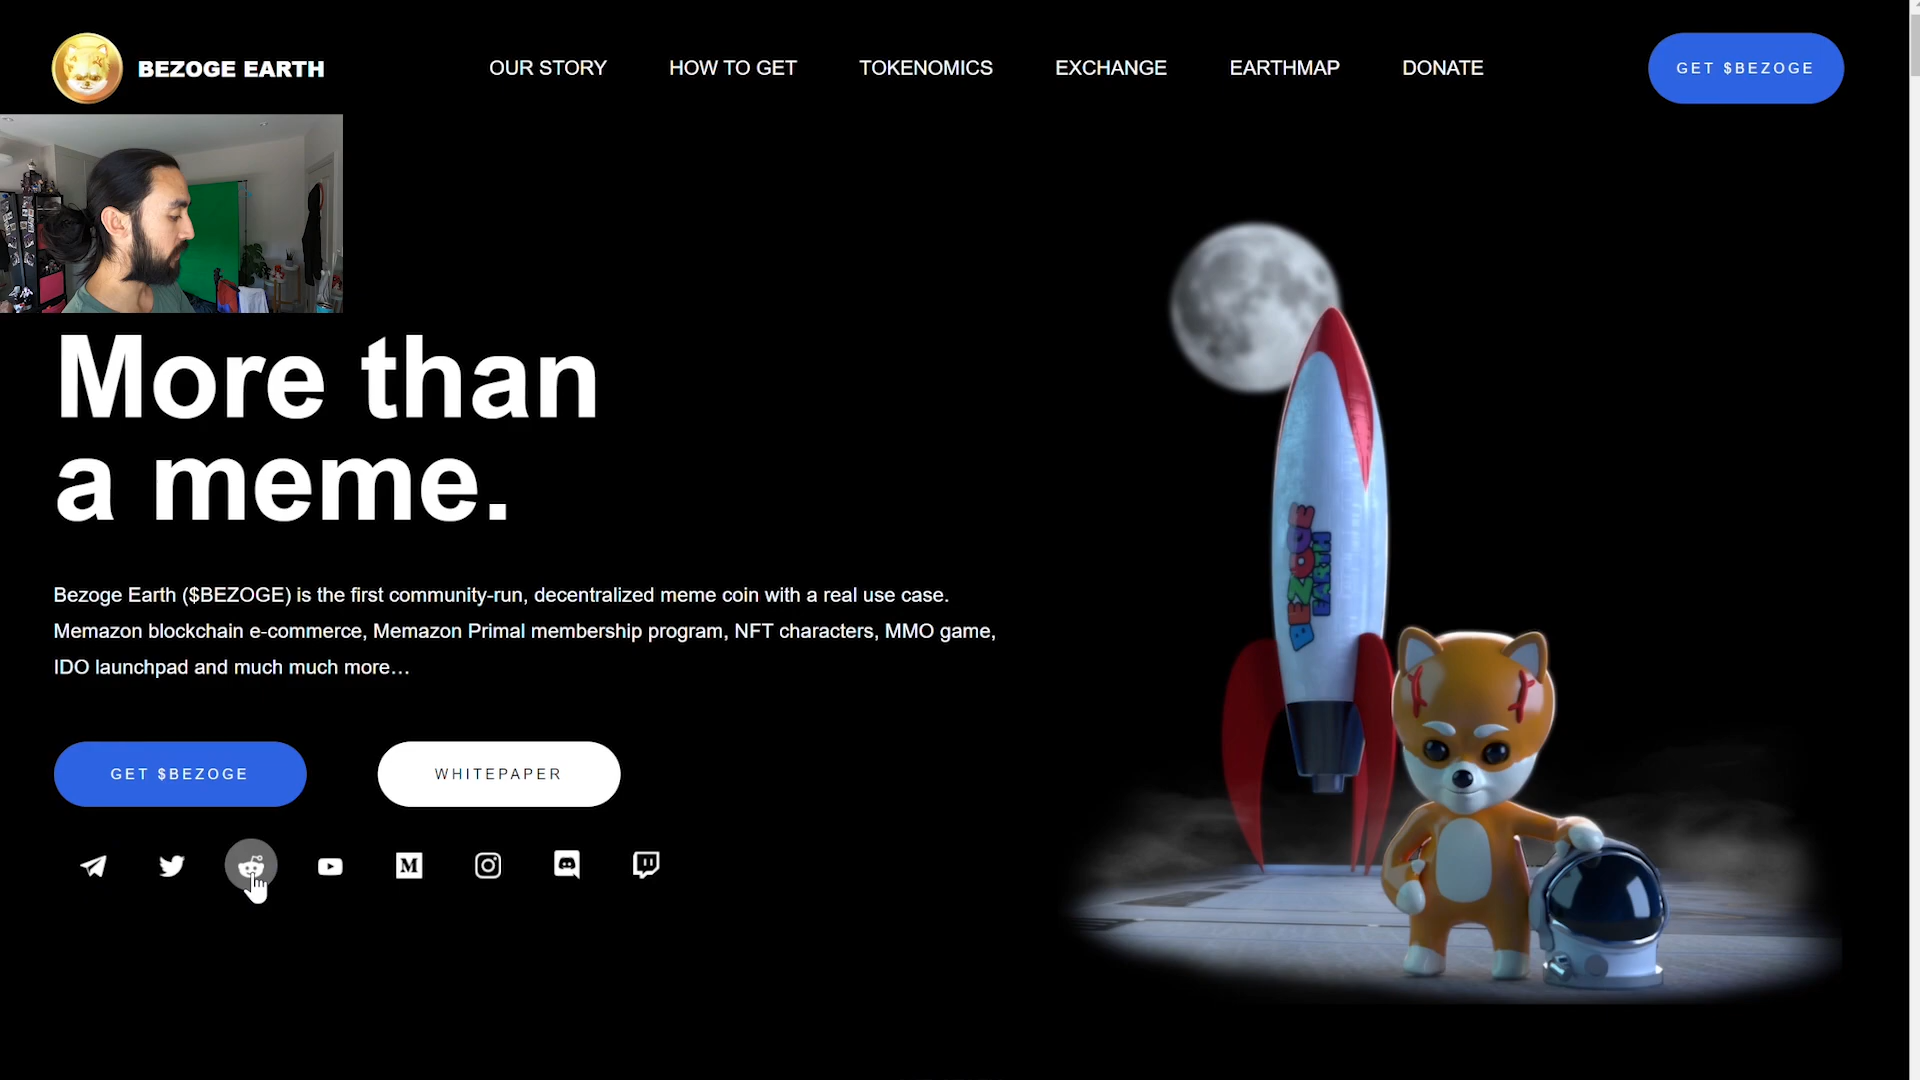 BEZOGE EARTH
OUR STORY
HOW TO GET
TOKENOMICS
EXCHANGE
EARTHMAP
DONATE
GET $BEZOGE
More than
a meme.
Bezoge Earth ($BEZOGE) is the first community-run, decentralized meme coin with a real use case.
Memazon blockchain e-commerce, Memazon Primal membership program, NFT characters, MMO game,
IDO launchpad and much much more...
GET $BEZOGE
WHITEPAPER
M
BEZOGE
EARTH